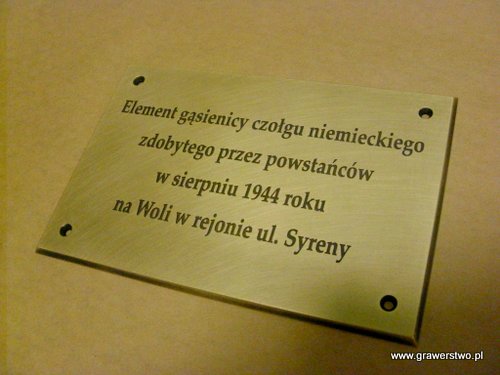 Element gąsienicy czołgu niemieckiego
zdobytego przez powstańców
w sierpniu 1944 roku
na Woli w rejonie ul. Syreny
www.grawerstwo.pl